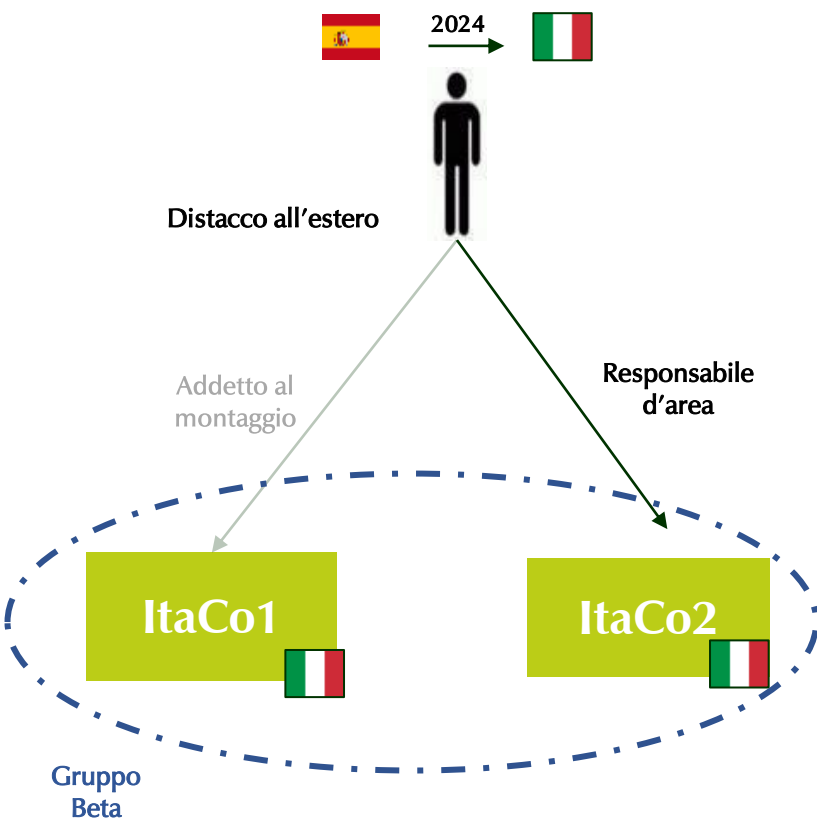 2024
Distacco all’estero
Responsabile
d’area
Addetto al
montaggio
ItaCo1
ItaCo2
Gruppo
Beta